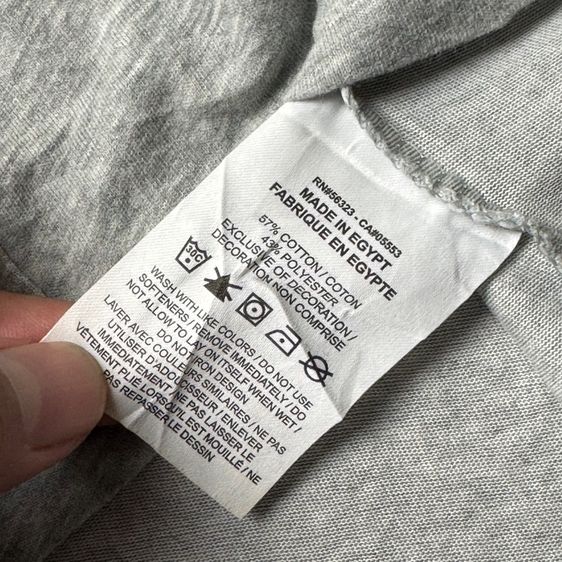 RN#56323 - CA#05553
MADE IN EGYPT
FABRIQUE EN EGYPTE
57% COTTON / COTON
43% POLYESTER
EXCLUSIVE OF DECORATION /
DECORATION NON COMPRISE
30C
WASH WITH LIKE COLORS / DO NOT USE
SOFTENERS / REMOVE IMMEDIATELY / DO
NOT ALLOW TO LAY ON ITSELF WHEN WET /
DO NOT IRON DESIGN
LAVER AVEC COULEURS SIMILAIRES / NE PAS
UTILISER D'ADOUCISSEUR / ENLEVER
IMMEDIATEMENT / NE PAS LAISSER LE
VÊTEMENT PLIÉ LORSQU'IL EST MOUILLÉ / NE
PAS REPASSER LE DESSIN